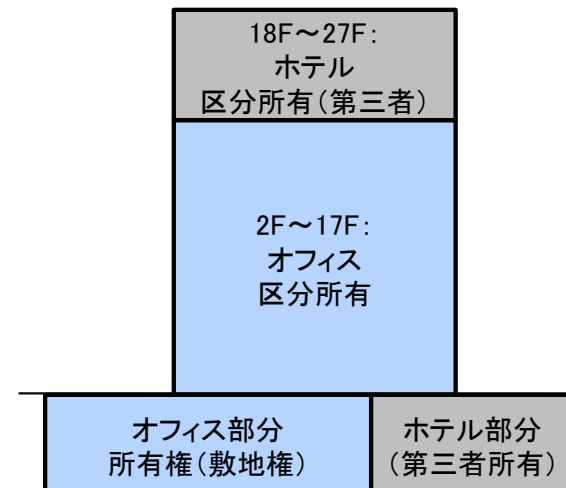 18F～27F：
ホテル
区分所有（第三者）
2F～17F：
オフィス
区分所有
オフィス部分
所有権（敷地権）
ホテル部分
（第三者所有）